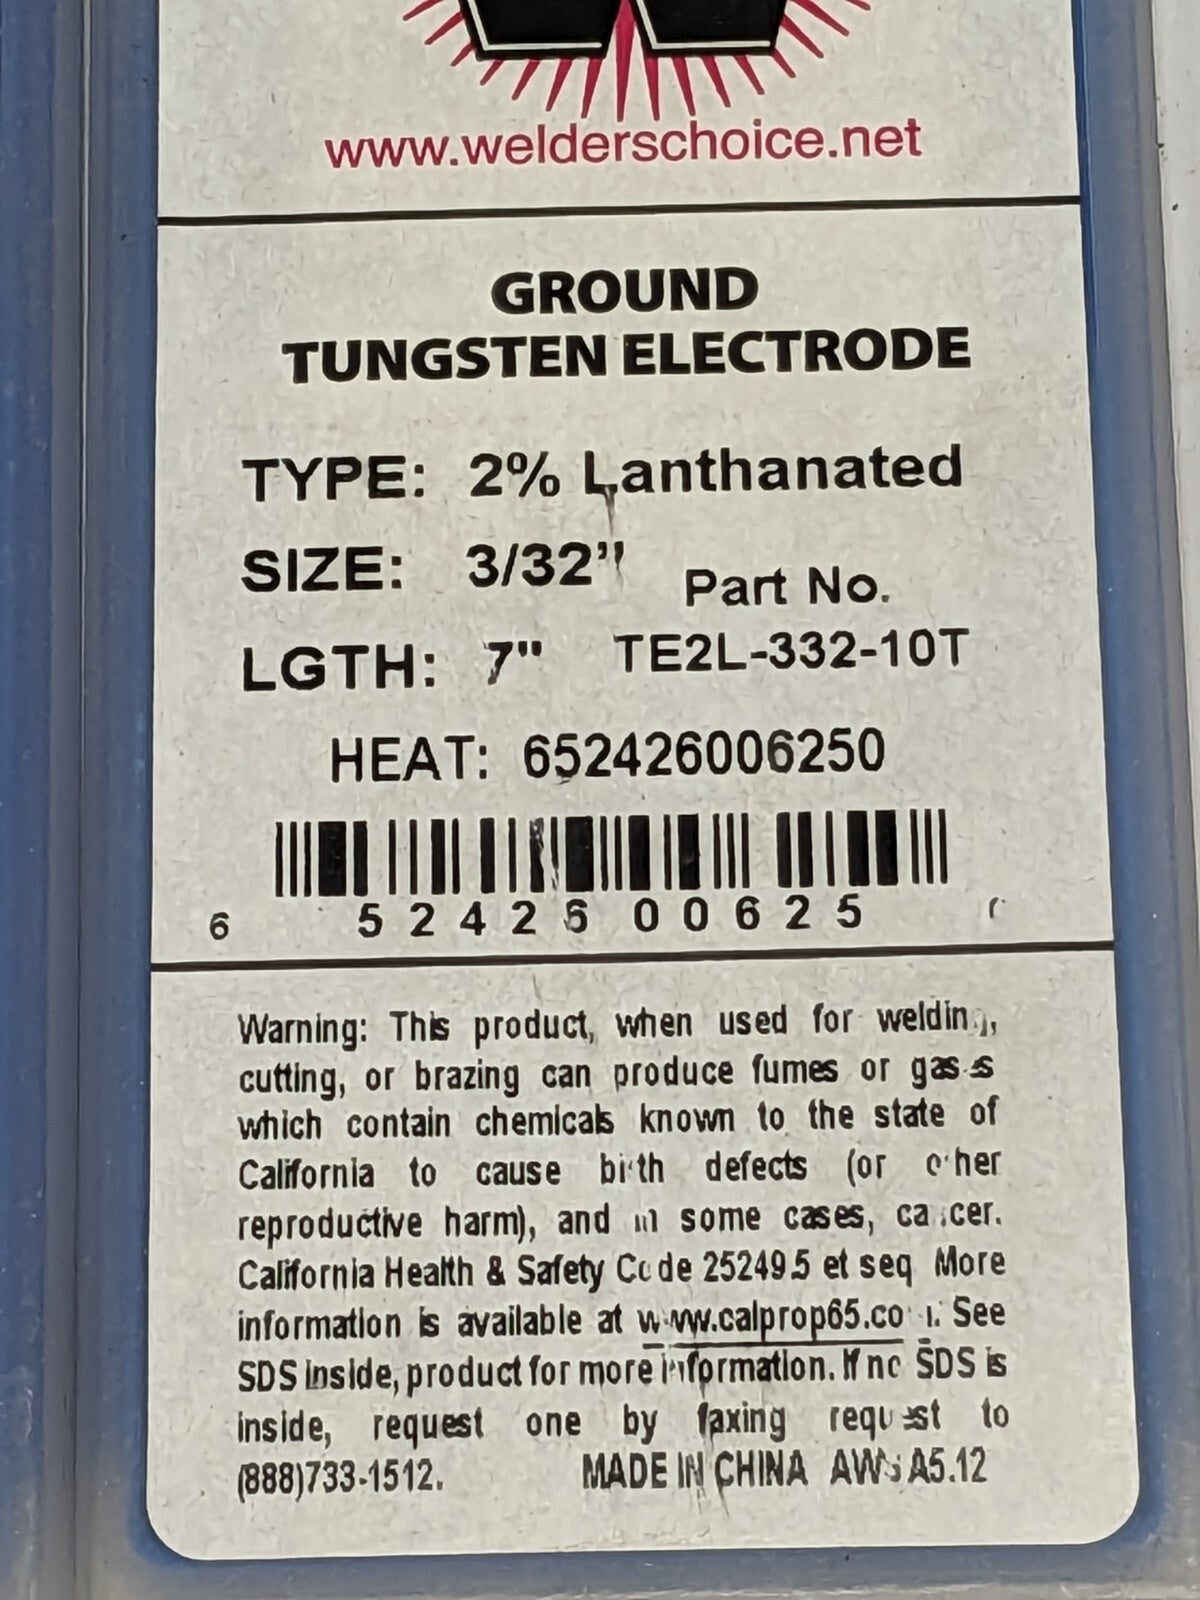 www.welderschoice.net
GROUND
TUNGSTEN ELECTRODE
TYPE: 2% Lanthanated
SIZE: 3/32"
Part No.
LGTH: 7" TE2L-332-10T
HEAT: 652426006250
6 52426 00625
Warning: This product, when used for welding,
cutting, or brazing can produce fumes or gases
which contain chemicals known to the state of
California to cause birth defects (or other
reproductive harm), and in some cases, cancer.
California Health & Safety Code 25249.5 et seq More
information is available at www.calprop65.com. See
SDS inside, product for more information. If no SDS is
inside, request one by faxing request to
(888)733-1512. MADE IN CHINA AWS A5.12